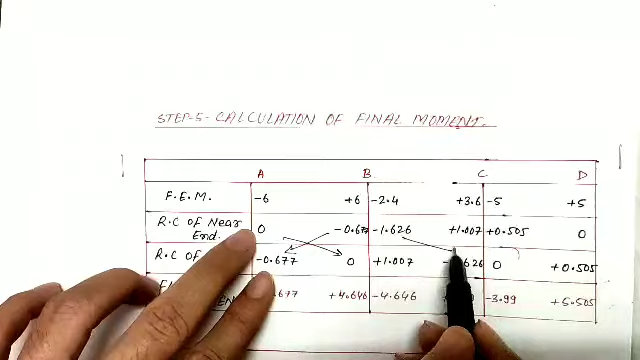 STEP-5- CALCULATION OF FINAL MOMENT.
A B C D
F.E.M. -6 +6 -2.4 +3.6 -5 +5
R.C OF Near 0 -0.677 -1.626 +1.007 +0.505 0
End.
R.C OF -0.677 0 +1.007 0 +0.505
+4.646 -4.646 -3.99 +5.505